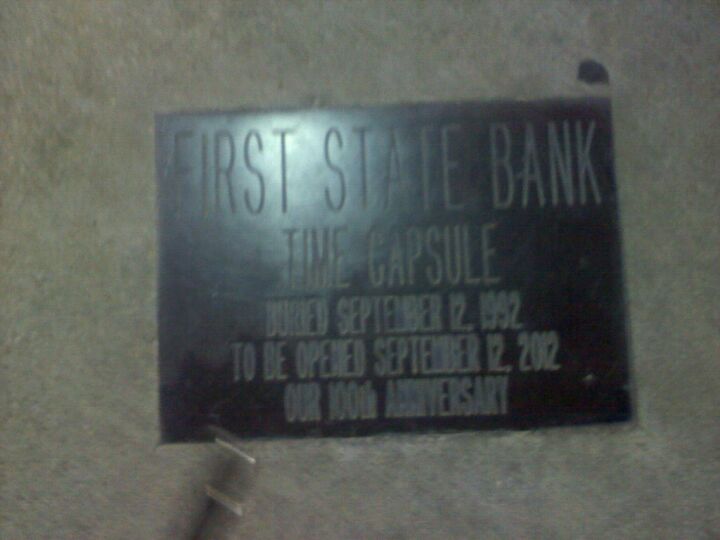 FIRST STATE BANK
TIME CAPSULE
BURIED SEPTEMBER 12, 1992
TO BE OPENED SEPTEMBER 12, 2012
OUR 100th ANNIVERSARY